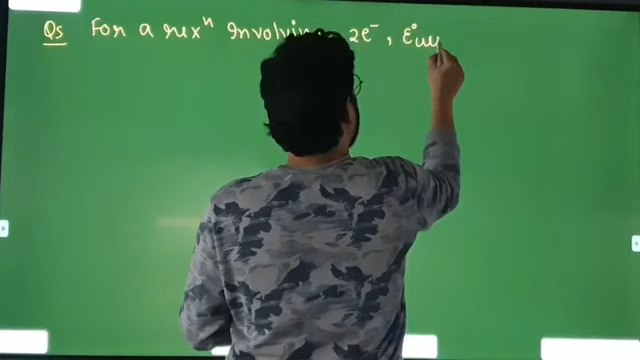 Qs For a rxⁿ Involving 2e⁻, ε°